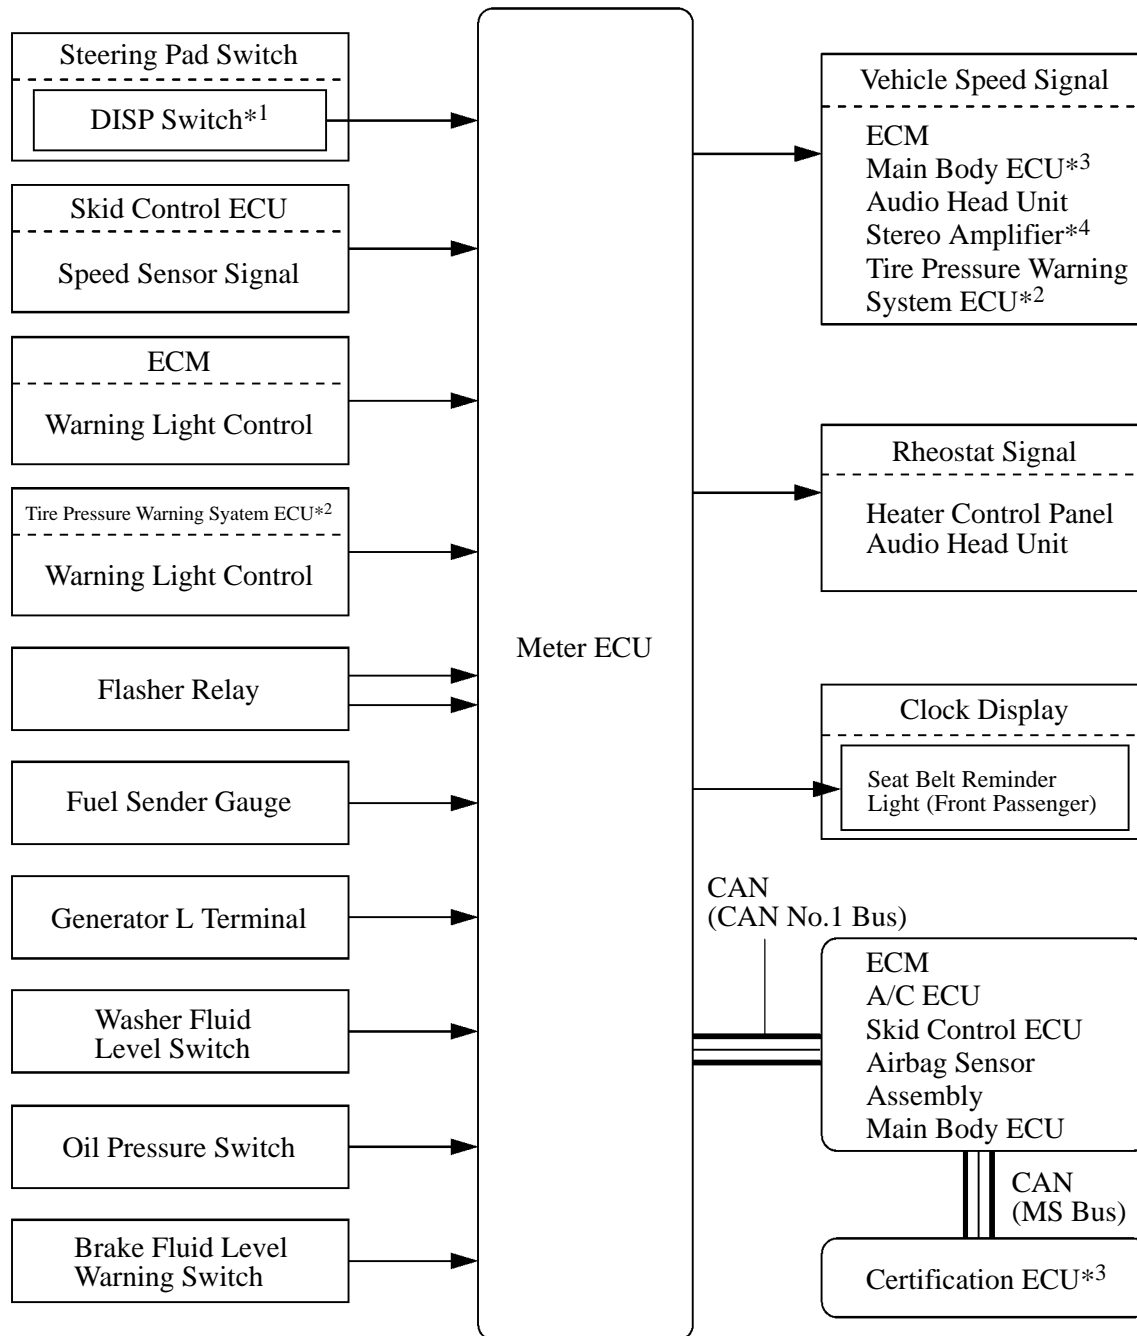 Steering Pad Switch
DISP Switch*1
Skid Control ECU
Speed Sensor Signal
ECM
Warning Light Control
Tire Pressure Warning Syatem ECU*2
Warning Light Control
Flasher Relay
Fuel Sender Gauge
Generator L Terminal
Washer Fluid
Level Switch
Oil Pressure Switch
Brake Fluid Level
Warning Switch
Meter ECU
Vehicle Speed Signal
ECM
Main Body ECU*3
Audio Head Unit
Stereo Amplifier*4
Tire Pressure Warning
System ECU*2
Rheostat Signal
Heater Control Panel
Audio Head Unit
Clock Display
Seat Belt Reminder
Light (Front Passenger)
CAN
(CAN No.1 Bus)
ECM
A/C ECU
Skid Control ECU
Airbag Sensor
Assembly
Main Body ECU
CAN
(MS Bus)
Certification ECU*3